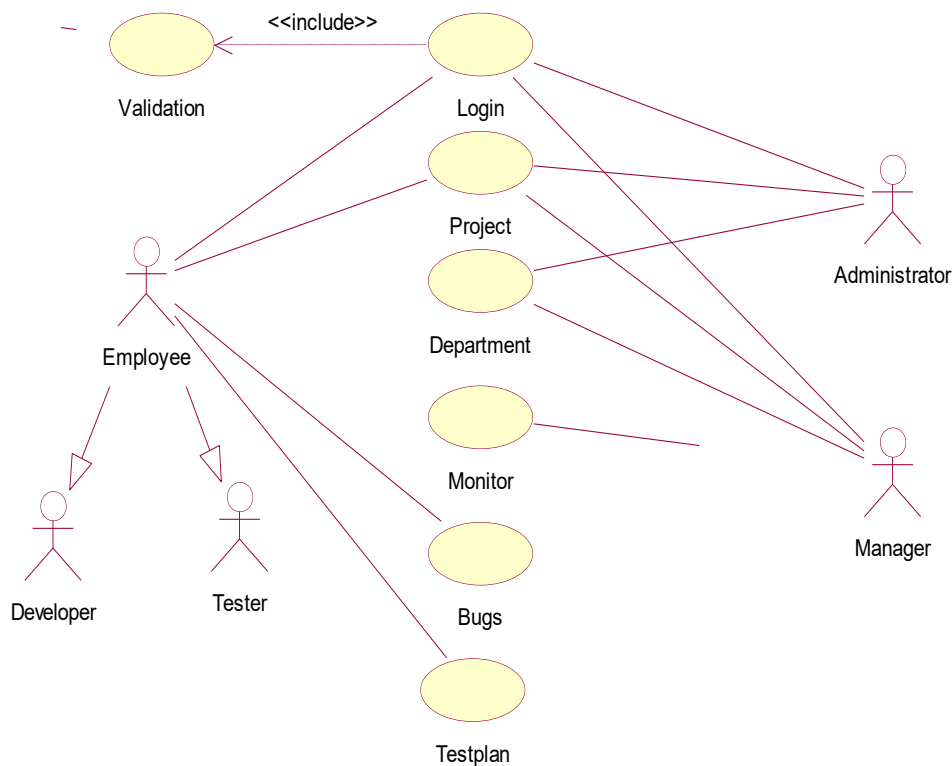 <<include>>
Validation
Login
Project
Administrator
Employee
Department
Monitor
Manager
Developer
Tester
Bugs
Testplan